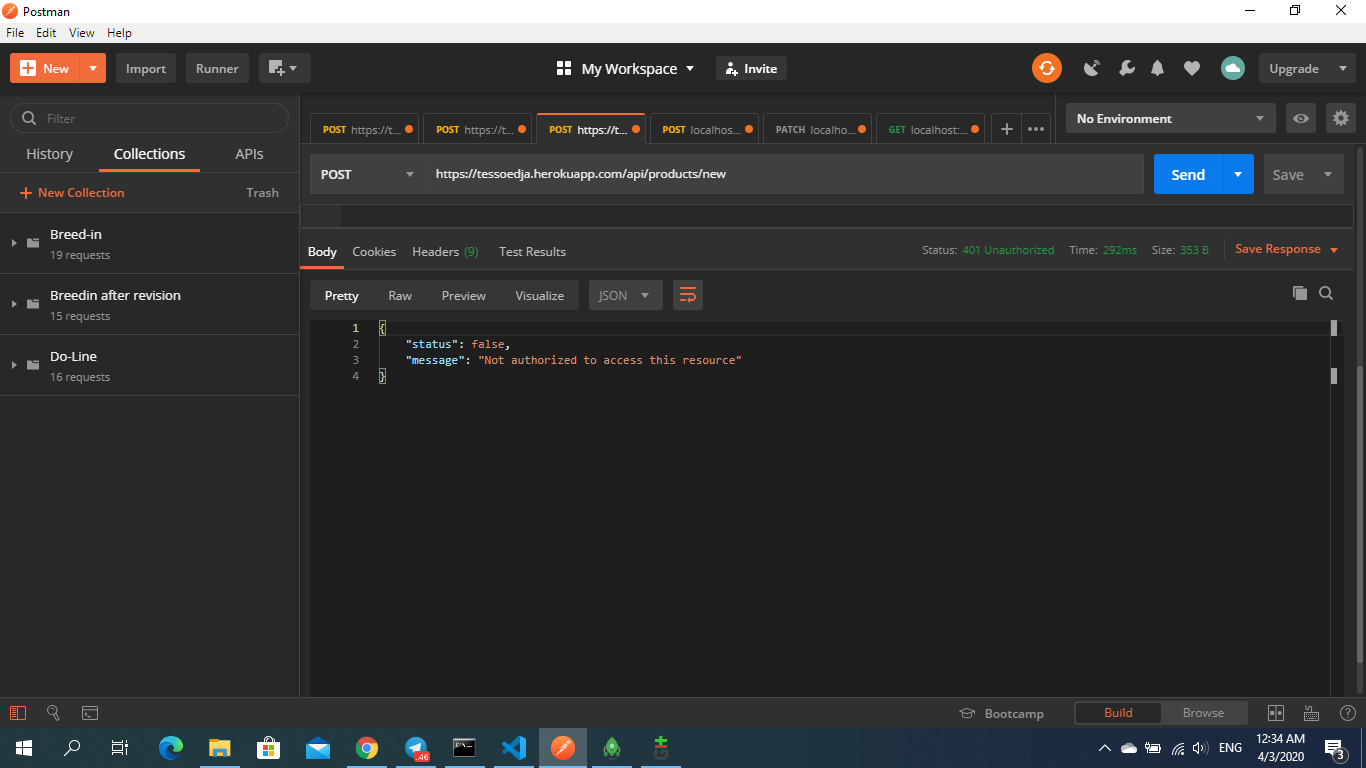 Postman
File Edit View Help
New Import Runner My Workspace Invite Upgrade
Filter
History Collections APIs
New Collection Trash
Breed-in
19 requests
Breedin after revision
15 requests
Do-Line
16 requests
POST https://t... POST https://t... POST https://t... POST localhos... PATCH localho... GET localhost:... No Environment
POST https://tessoedja.herokuapp.com/api/products/new Send Save
Body Cookies Headers (9) Test Results Status: 401 Unauthorized Time: 292ms Size: 353 B Save Response
Pretty Raw Preview Visualize JSON
1 {
2 "status": false,
3 "message": "Not authorized to access this resource"
4 }
Bootcamp Build Browse
.46 ENG 12:34 AM
4/3/2020 3